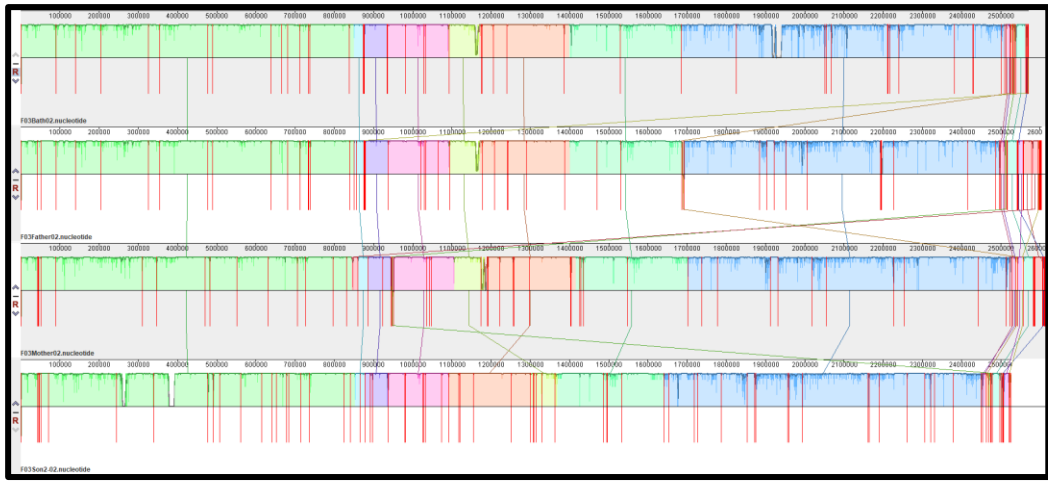 100000 200000 300000 400000 500000 600000 700000 800000 900000 1000000 1100000 1200000 1300000 1400000 1500000 1600000 1700000 1800000 1900000 2000000 2100000 2200000 2300000 2400000 2500000
R
F03Bath02.nucleotide
100000 200000 300000 400000 500000 600000 700000 800000 900000 1000000 1100000 1200000 1300000 1400000 1500000 1600000 1700000 1800000 1900000 2000000 2100000 2200000 2300000 2400000 2500000 2600
R
F03Father02.nucleotide
100000 200000 300000 400000 500000 600000 700000 800000 900000 1000000 1100000 1200000 1300000 1400000 1500000 1600000 1700000 1800000 1900000 2000000 2100000 2200000 2300000 2400000 2500000
R
F03Mother02.nucleotide
100000 200000 300000 400000 500000 600000 700000 800000 900000 1000000 1100000 1200000 1300000 1400000 1500000 1600000 1700000 1800000 1900000 2000000 2100000 2200000 2300000 2400000 2500000
R
F03Son2-02.nucleotide